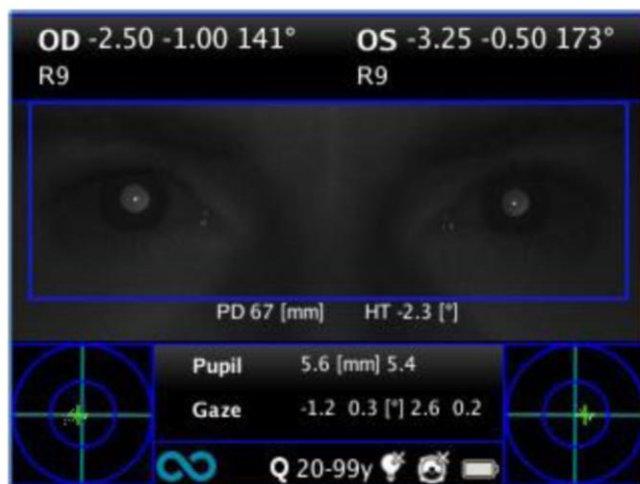 OD -2.50 -1.00 141° OS -3.25 -0.50 173°
R9 R9
PD 67 [mm] HT -2.3 [°]
Pupil 5.6 [mm] 5.4
Gaze -1.2 0.3 [°] 2.6 0.2
Q 20-99y